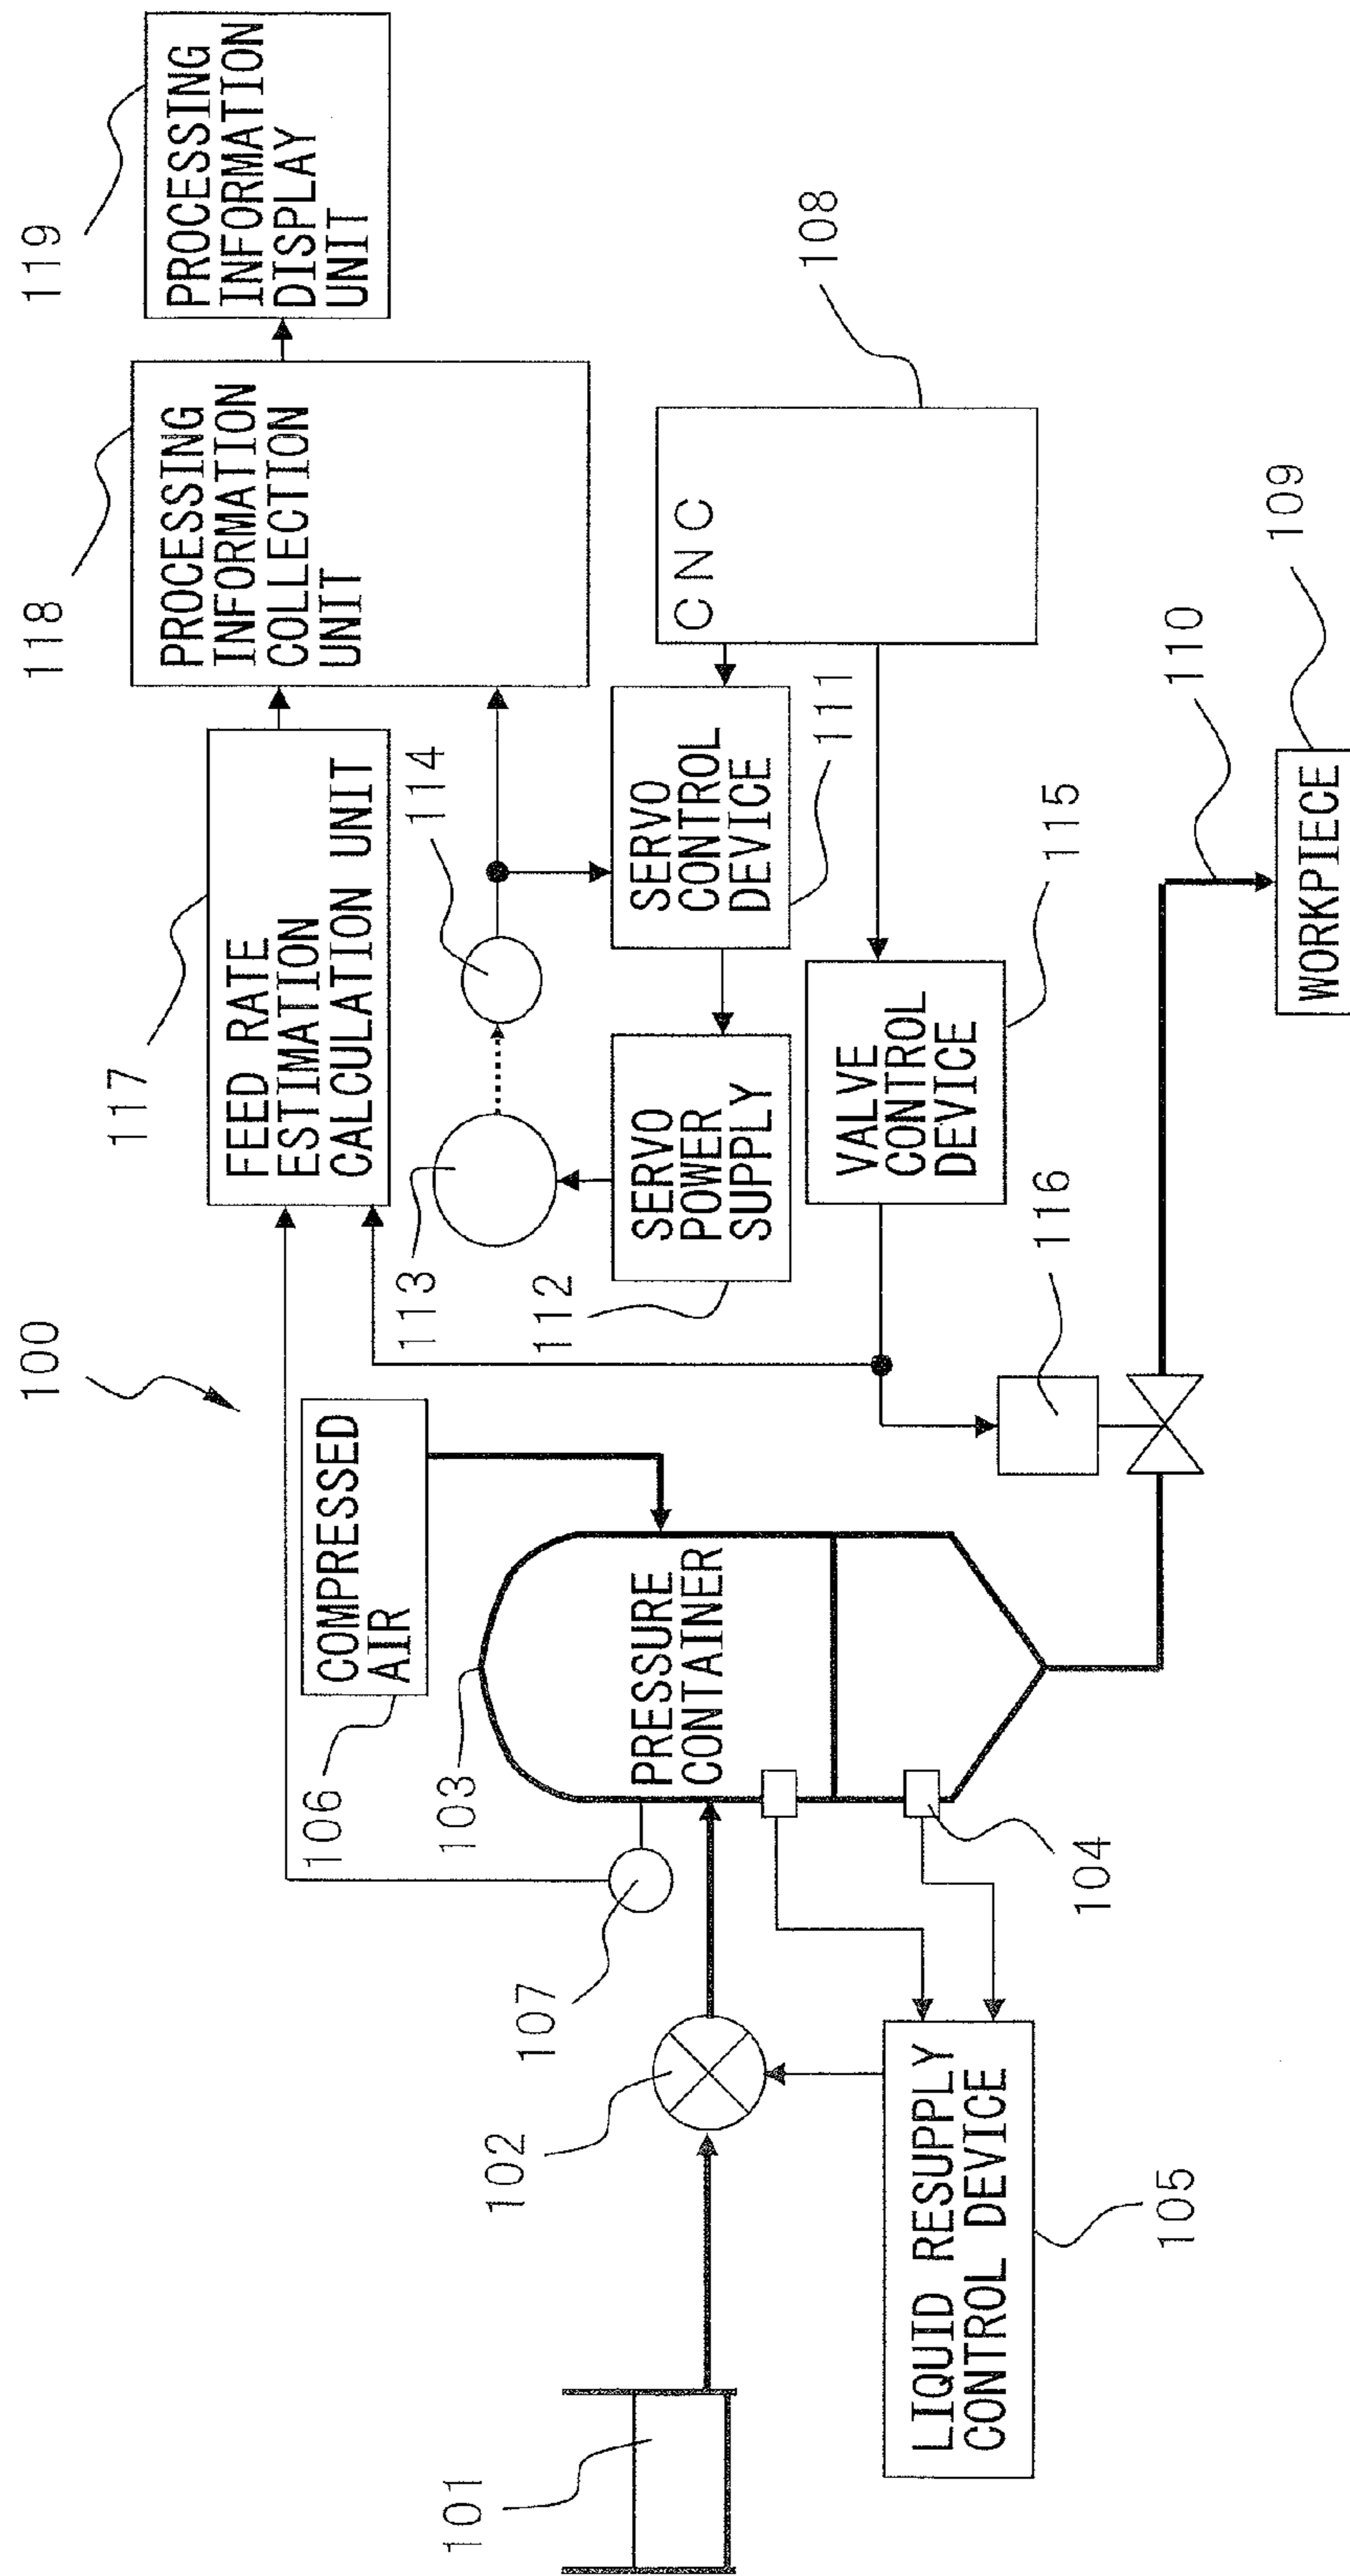 119
PROCESSING
INFORMATION
DISPLAY
UNIT
118
PROCESSING
INFORMATION
COLLECTION
UNIT
117
FEED RATE
ESTIMATION
CALCULATION UNIT
100
COMPRESSED
AIR
106
113
114
112
SERVO
POWER
SUPPLY
SERVO
CONTROL
DEVICE
111
CNC
108
103
PRESSURE
CONTAINER
107
102
101
104
LIQUID RESUPPLY
CONTROL DEVICE
105
VALVE
CONTROL
DEVICE
115
116
110
109
WORKPIECE